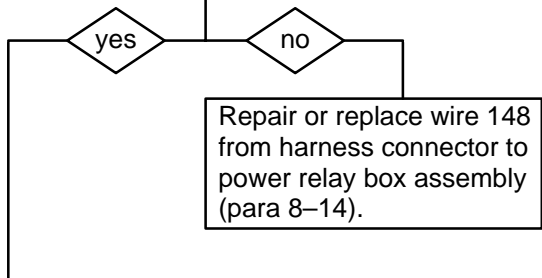 yes
no
Repair or replace wire 148
from harness connector to
power relay box assembly
(para 8–14).